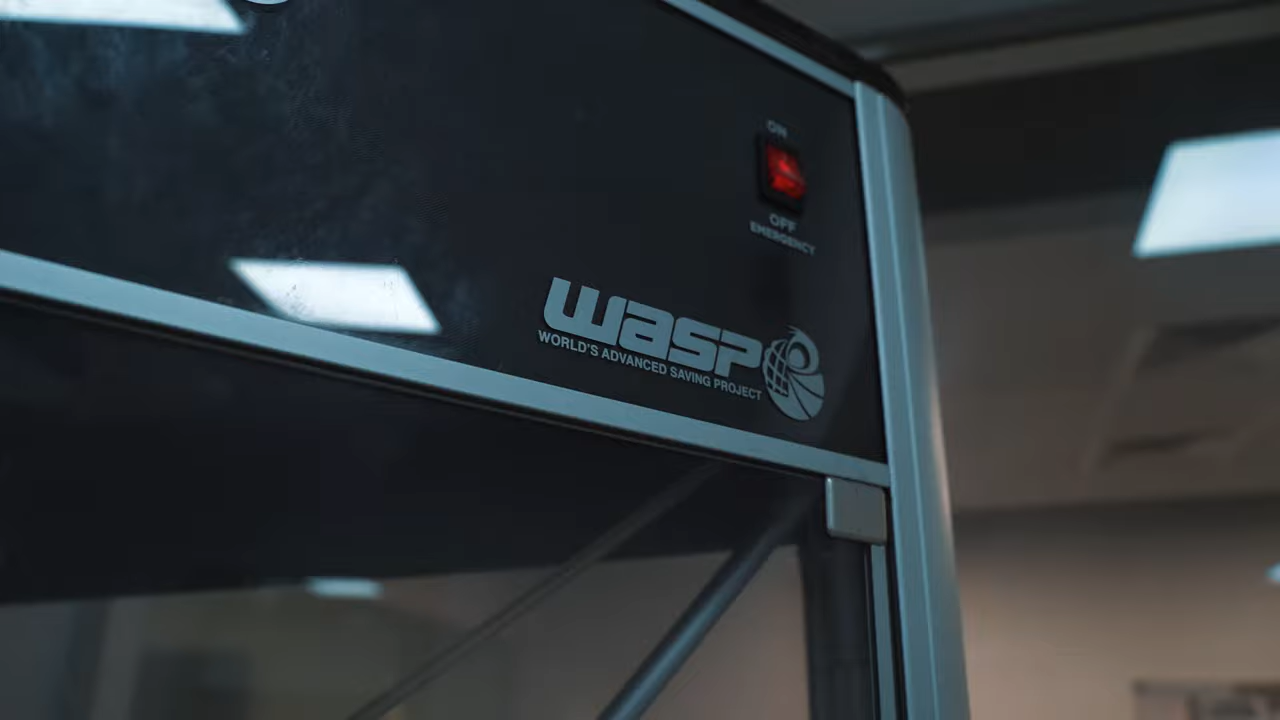 ON
OFF
EMERGENCY
wasp
WORLD'S ADVANCED SAVING PROJECT